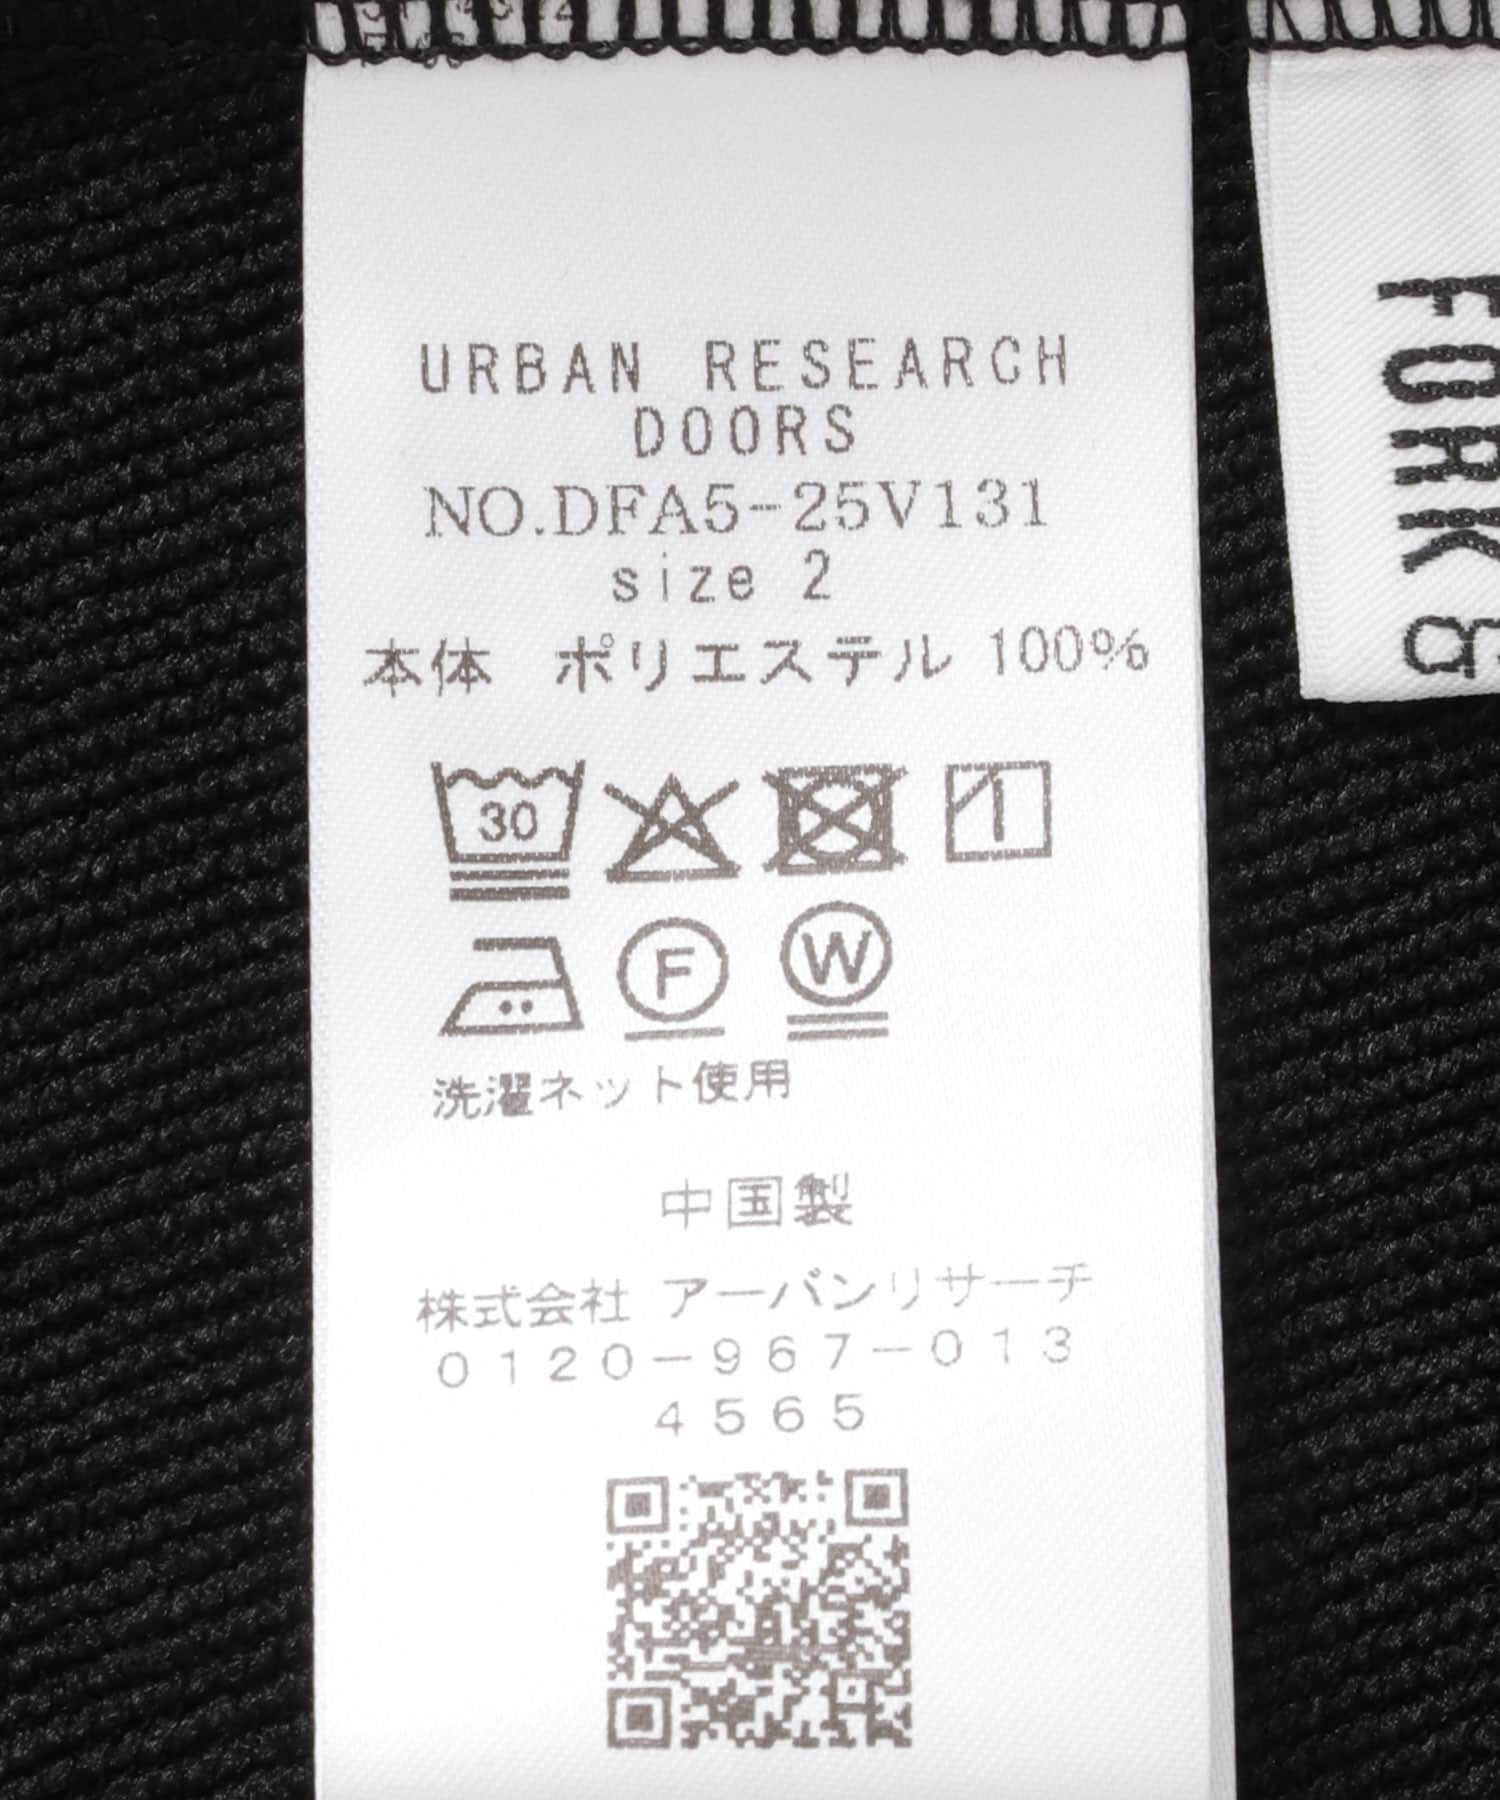 URBAN RESEARCH
DOORS
NO.DFA5-25V131
size 2
本体 ポリエステル 100%
30
F
W
洗濯ネット使用
中国製
株式会社 アーバンリサーチ
0120-967-013
4565
FORK &